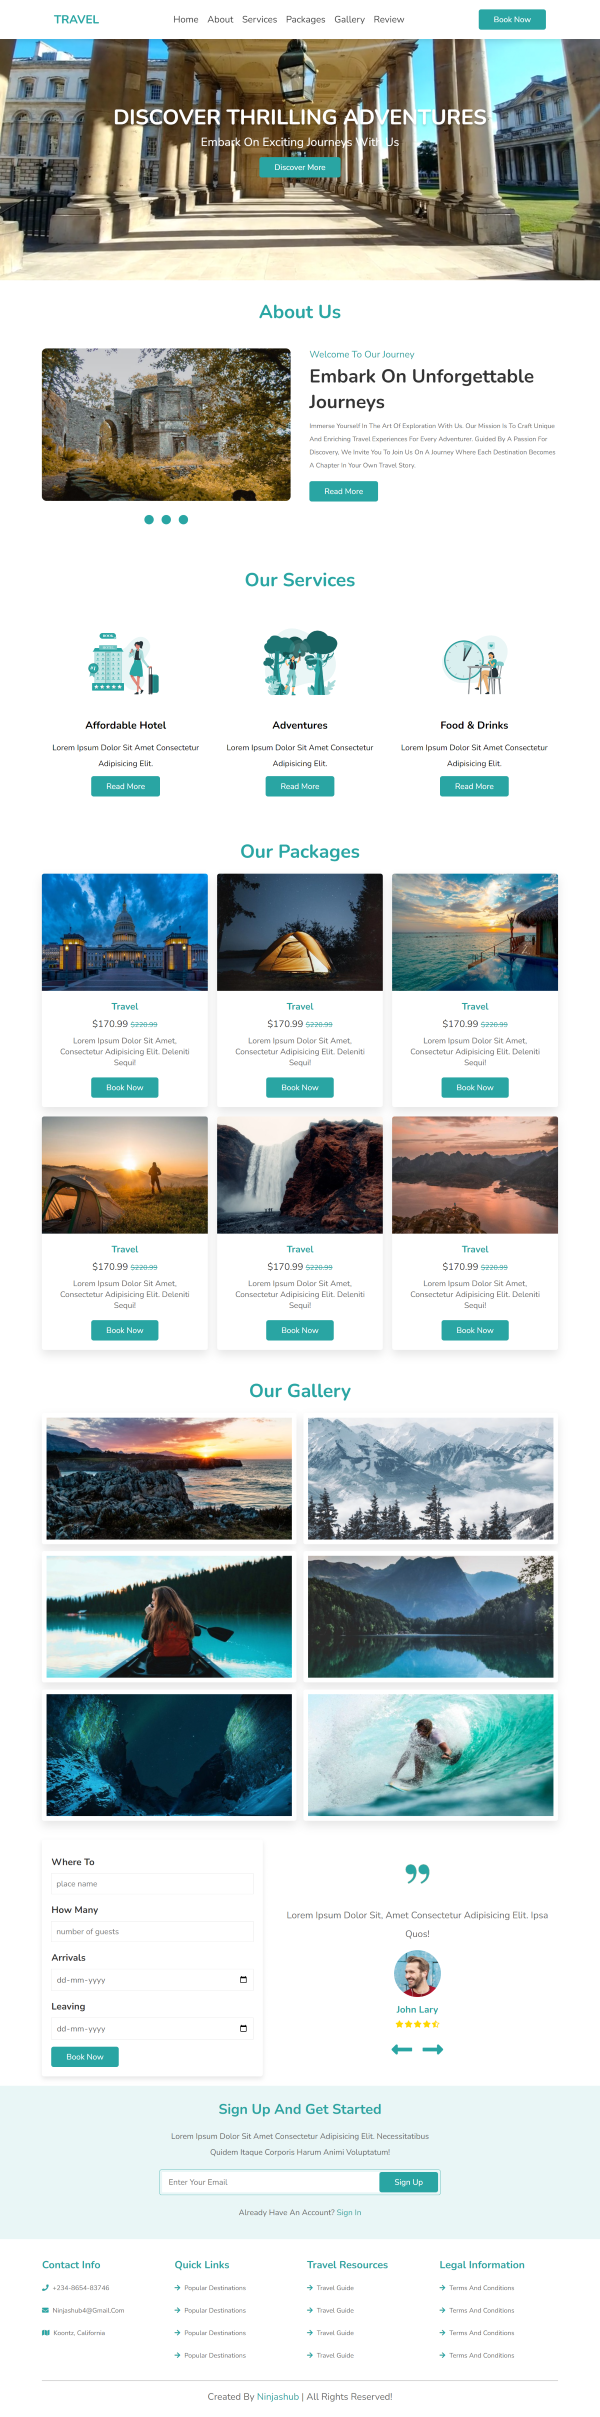 TRAVEL Home About Services Packages Gallery Review Book Now
DISCOVER THRILLING ADVENTURES
Embark On Exciting Journeys With Us
Discover More
About Us
Welcome To Our Journey
Embark On Unforgettable
Journeys
Immerse Yourself In The Art Of Exploration With Us. Our Mission Is To Craft Unique
And Enriching Travel Experiences For Every Adventurer. Guided By A Passion For
Discovery, We Invite You To Join Us On A Journey Where Each Destination Becomes
A Chapter In Your Own Travel Story.
Read More
Our Services
Affordable Hotel
Lorem Ipsum Dolor Sit Amet Consectetur
Adipisicing Elit.
Read More
Adventures
Lorem Ipsum Dolor Sit Amet Consectetur
Adipisicing Elit.
Read More
Food & Drinks
Lorem Ipsum Dolor Sit Amet Consectetur
Adipisicing Elit.
Read More
Our Packages
Travel
$170.99 $220.99
Lorem Ipsum Dolor Sit Amet,
Consectetur Adipisicing Elit. Deleniti
Sequi!
Book Now
Travel
$170.99 $220.99
Lorem Ipsum Dolor Sit Amet,
Consectetur Adipisicing Elit. Deleniti
Sequi!
Book Now
Travel
$170.99 $220.99
Lorem Ipsum Dolor Sit Amet,
Consectetur Adipisicing Elit. Deleniti
Sequi!
Book Now
Travel
$170.99 $220.99
Lorem Ipsum Dolor Sit Amet,
Consectetur Adipisicing Elit. Deleniti
Sequi!
Book Now
Travel
$170.99 $220.99
Lorem Ipsum Dolor Sit Amet,
Consectetur Adipisicing Elit. Deleniti
Sequi!
Book Now
Travel
$170.99 $220.99
Lorem Ipsum Dolor Sit Amet,
Consectetur Adipisicing Elit. Deleniti
Sequi!
Book Now
Our Gallery
Where To
place name
How Many
number of guests
Arrivals
dd-mm-yyyy
Leaving
dd-mm-yyyy
Book Now
Lorem Ipsum Dolor Sit, Amet Consectetur Adipisicing Elit. Ipsa
Quos!
John Lary
Sign Up And Get Started
Lorem Ipsum Dolor Sit Amet Consectetur Adipisicing Elit. Necessitatibus
Quidem Itaque Corporis Harum Animi Voluptatum!
Enter Your Email Sign Up
Already Have An Account? Sign In
Contact Info
+234-8654-83746
Ninjashub4@Gmail.Com
Koontz, California
Quick Links
Popular Destinations
Popular Destinations
Popular Destinations
Popular Destinations
Travel Resources
Travel Guide
Travel Guide
Travel Guide
Travel Guide
Legal Information
Terms And Conditions
Terms And Conditions
Terms And Conditions
Terms And Conditions
Created By Ninjashub | All Rights Reserved!